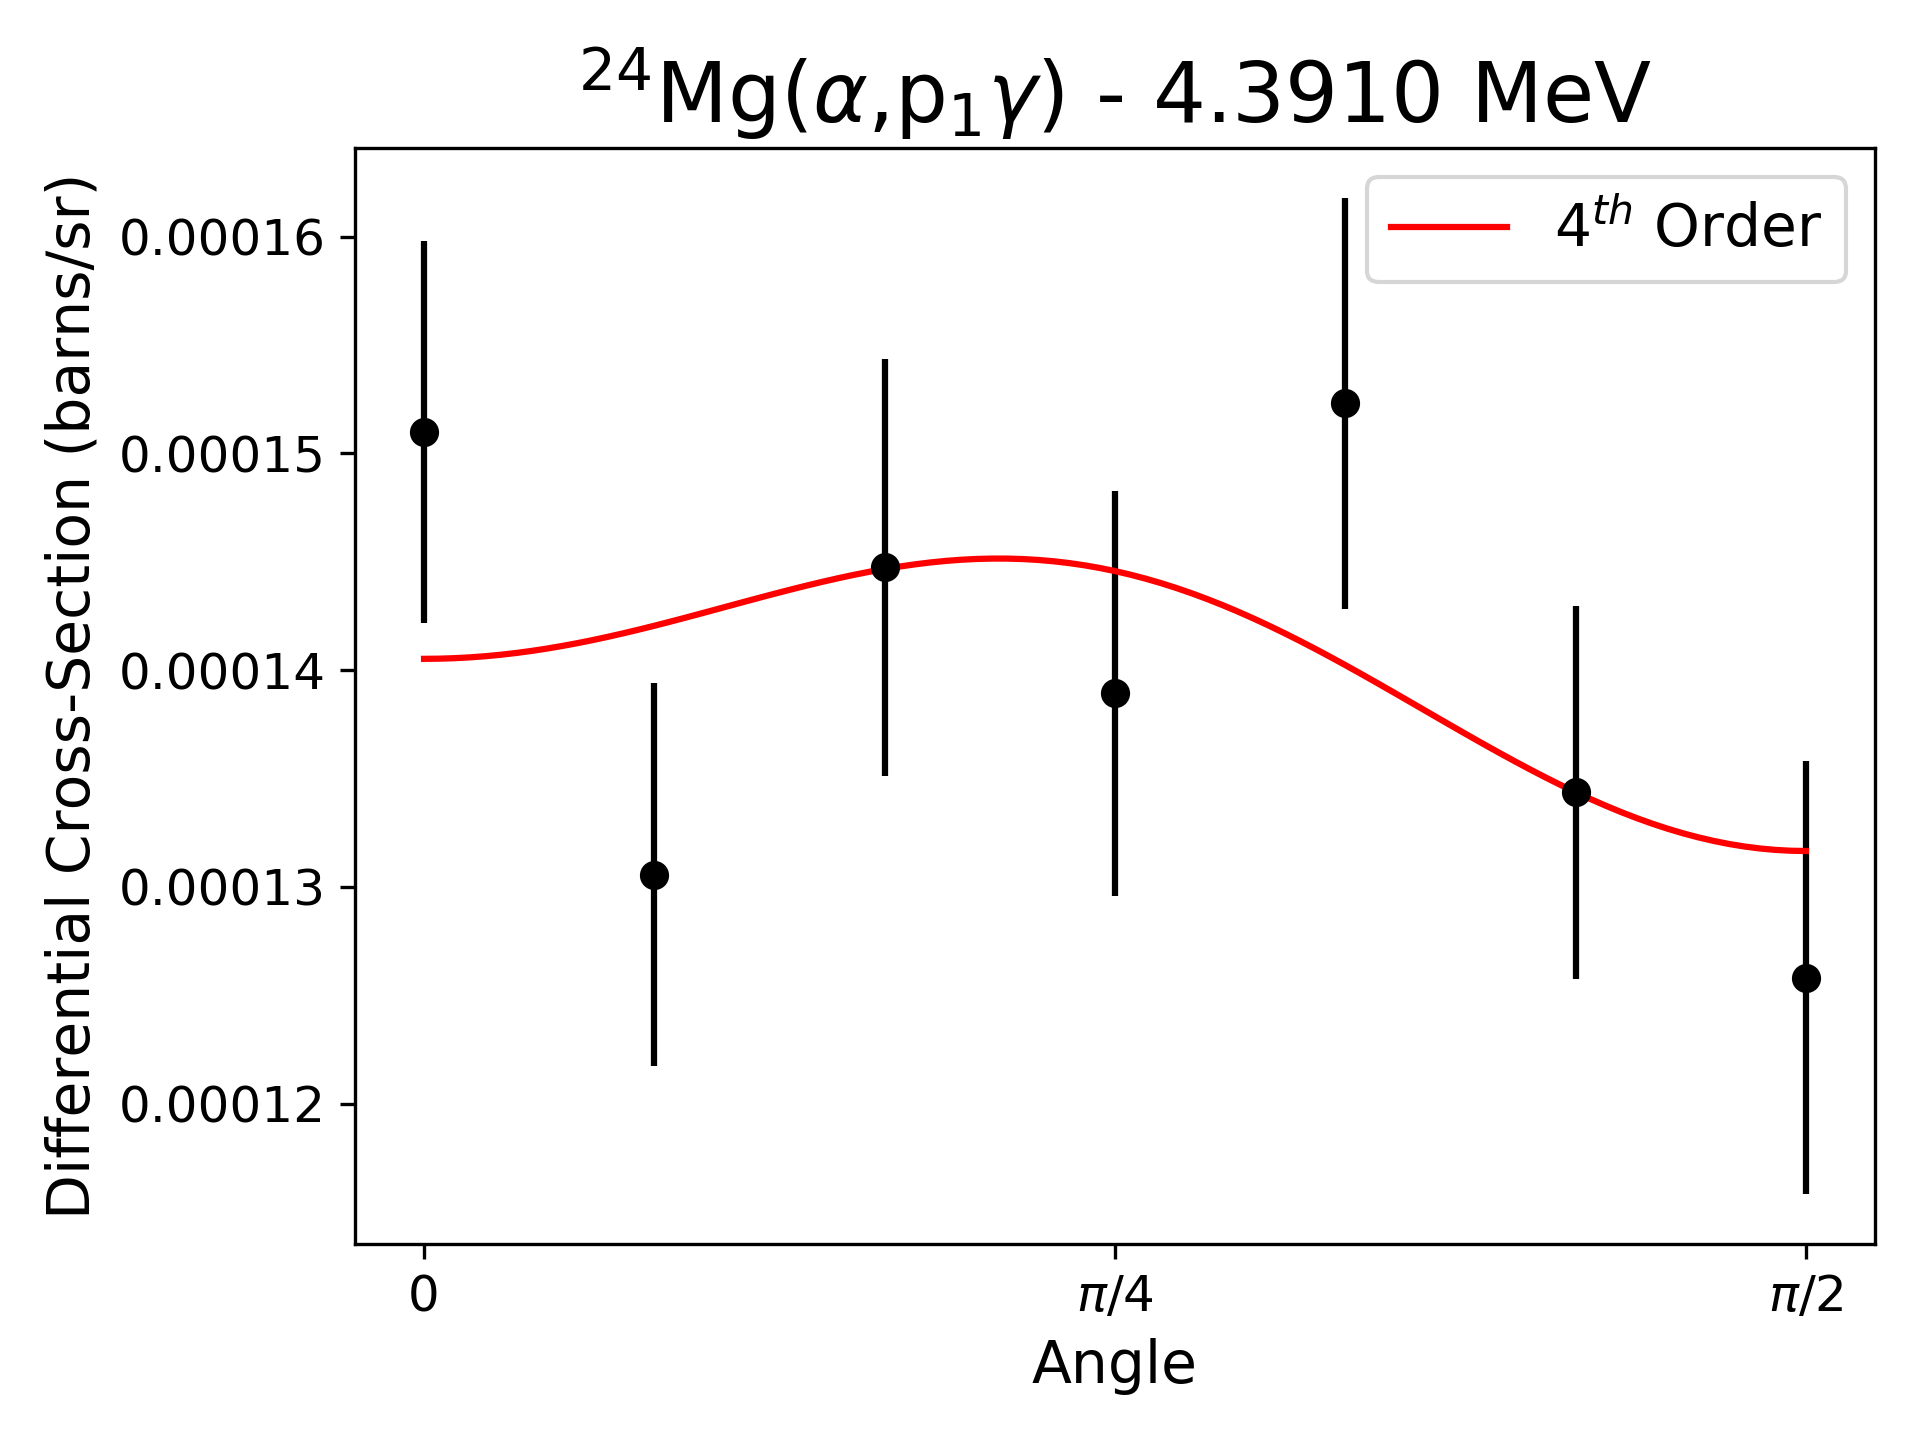 ²⁴Mg(α,p₁γ) - 4.3910 MeV
4ᵗʰ Order
Differential Cross-Section (barns/sr)
0.00016
0.00015
0.00014
0.00013
0.00012
0
π/4
π/2
Angle